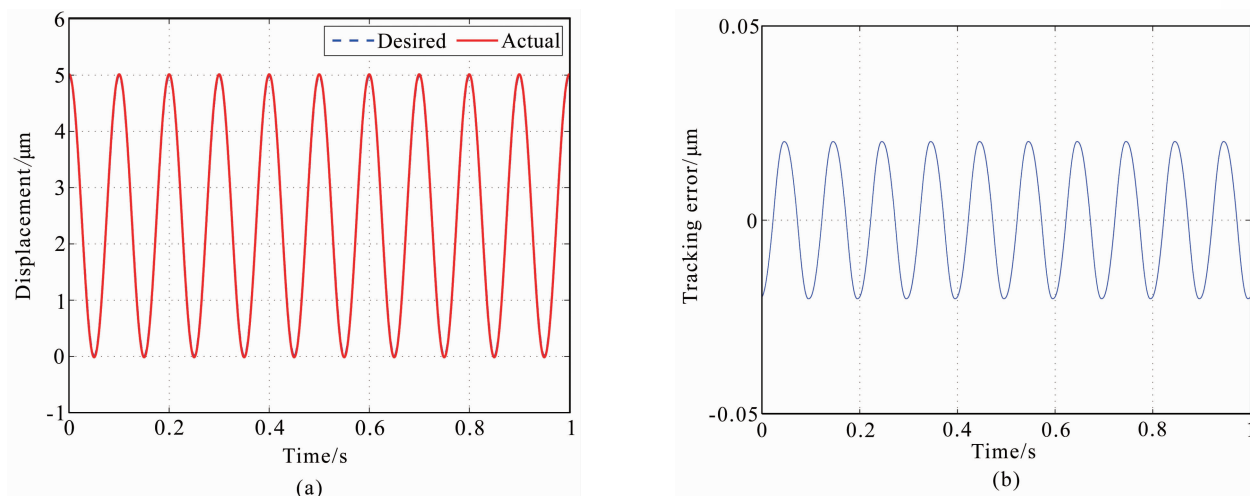 6
5
4
3
2
1
0
-1
Displacement/μm
Desired Actual
0 0.2 0.4 0.6 0.8 1
Time/s
(a)
0.05
0
-0.05
Tracking error/μm
0 0.2 0.4 0.6 0.8 1
Time/s
(b)